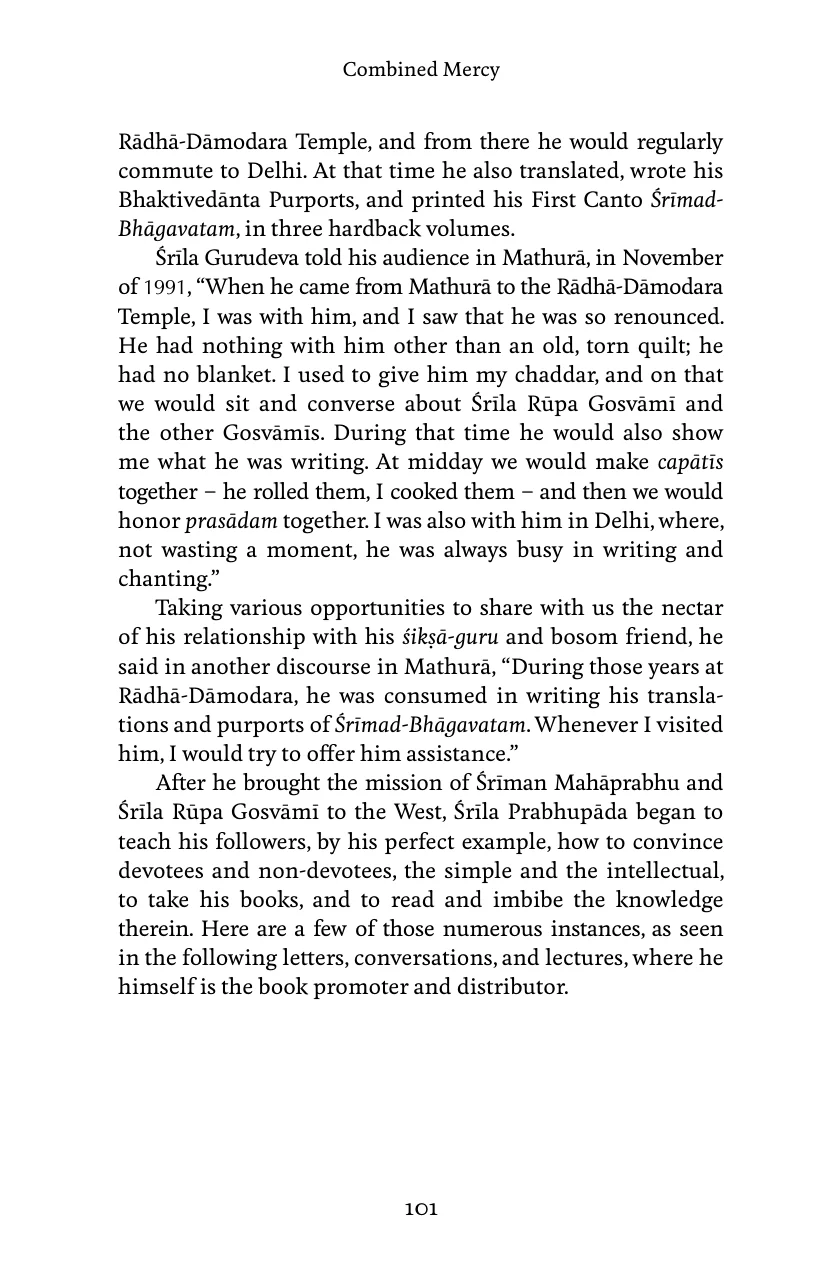 Combined Mercy
Rādhā-Dāmodara Temple, and from there he would regularly
commute to Delhi. At that time he also translated, wrote his
Bhaktivedānta Purports, and printed his First Canto Śrīmad-
Bhāgavatam, in three hardback volumes.
Śrīla Gurudeva told his audience in Mathurā, in November
of 1991, “When he came from Mathurā to the Rādhā-Dāmodara
Temple, I was with him, and I saw that he was so renounced.
He had nothing with him other than an old, torn quilt; he
had no blanket. I used to give him my chaddar, and on that
we would sit and converse about Śrīla Rūpa Gosvāmī and
the other Gosvāmīs. During that time he would also show
me what he was writing. At midday we would make capātīs
together – he rolled them, I cooked them – and then we would
honor prasādam together. I was also with him in Delhi, where,
not wasting a moment, he was always busy in writing and
chanting.”
Taking various opportunities to share with us the nectar
of his relationship with his śikṣā-guru and bosom friend, he
said in another discourse in Mathurā, “During those years at
Rādhā-Dāmodara, he was consumed in writing his transla-
tions and purports of Śrīmad-Bhāgavatam. Whenever I visited
him, I would try to offer him assistance.”
After he brought the mission of Śrīman Mahāprabhu and
Śrīla Rūpa Gosvāmī to the West, Śrīla Prabhupāda began to
teach his followers, by his perfect example, how to convince
devotees and non-devotees, the simple and the intellectual,
to take his books, and to read and imbibe the knowledge
therein. Here are a few of those numerous instances, as seen
in the following letters, conversations, and lectures, where he
himself is the book promoter and distributor.
101